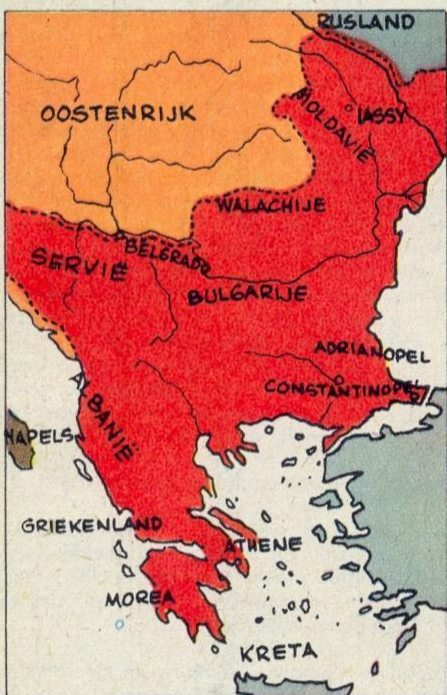 RUSLAND
OOSTENRIJK
MOLDAVIË
IASSY
WALACHIJE
BELGRADO
SERVIË
BULGARIJE
ADRIANOPEL
CONSTANTINOPEL
ALBANIË
NAPELS
GRIEKENLAND
ATHENE
MOREA
KRETA